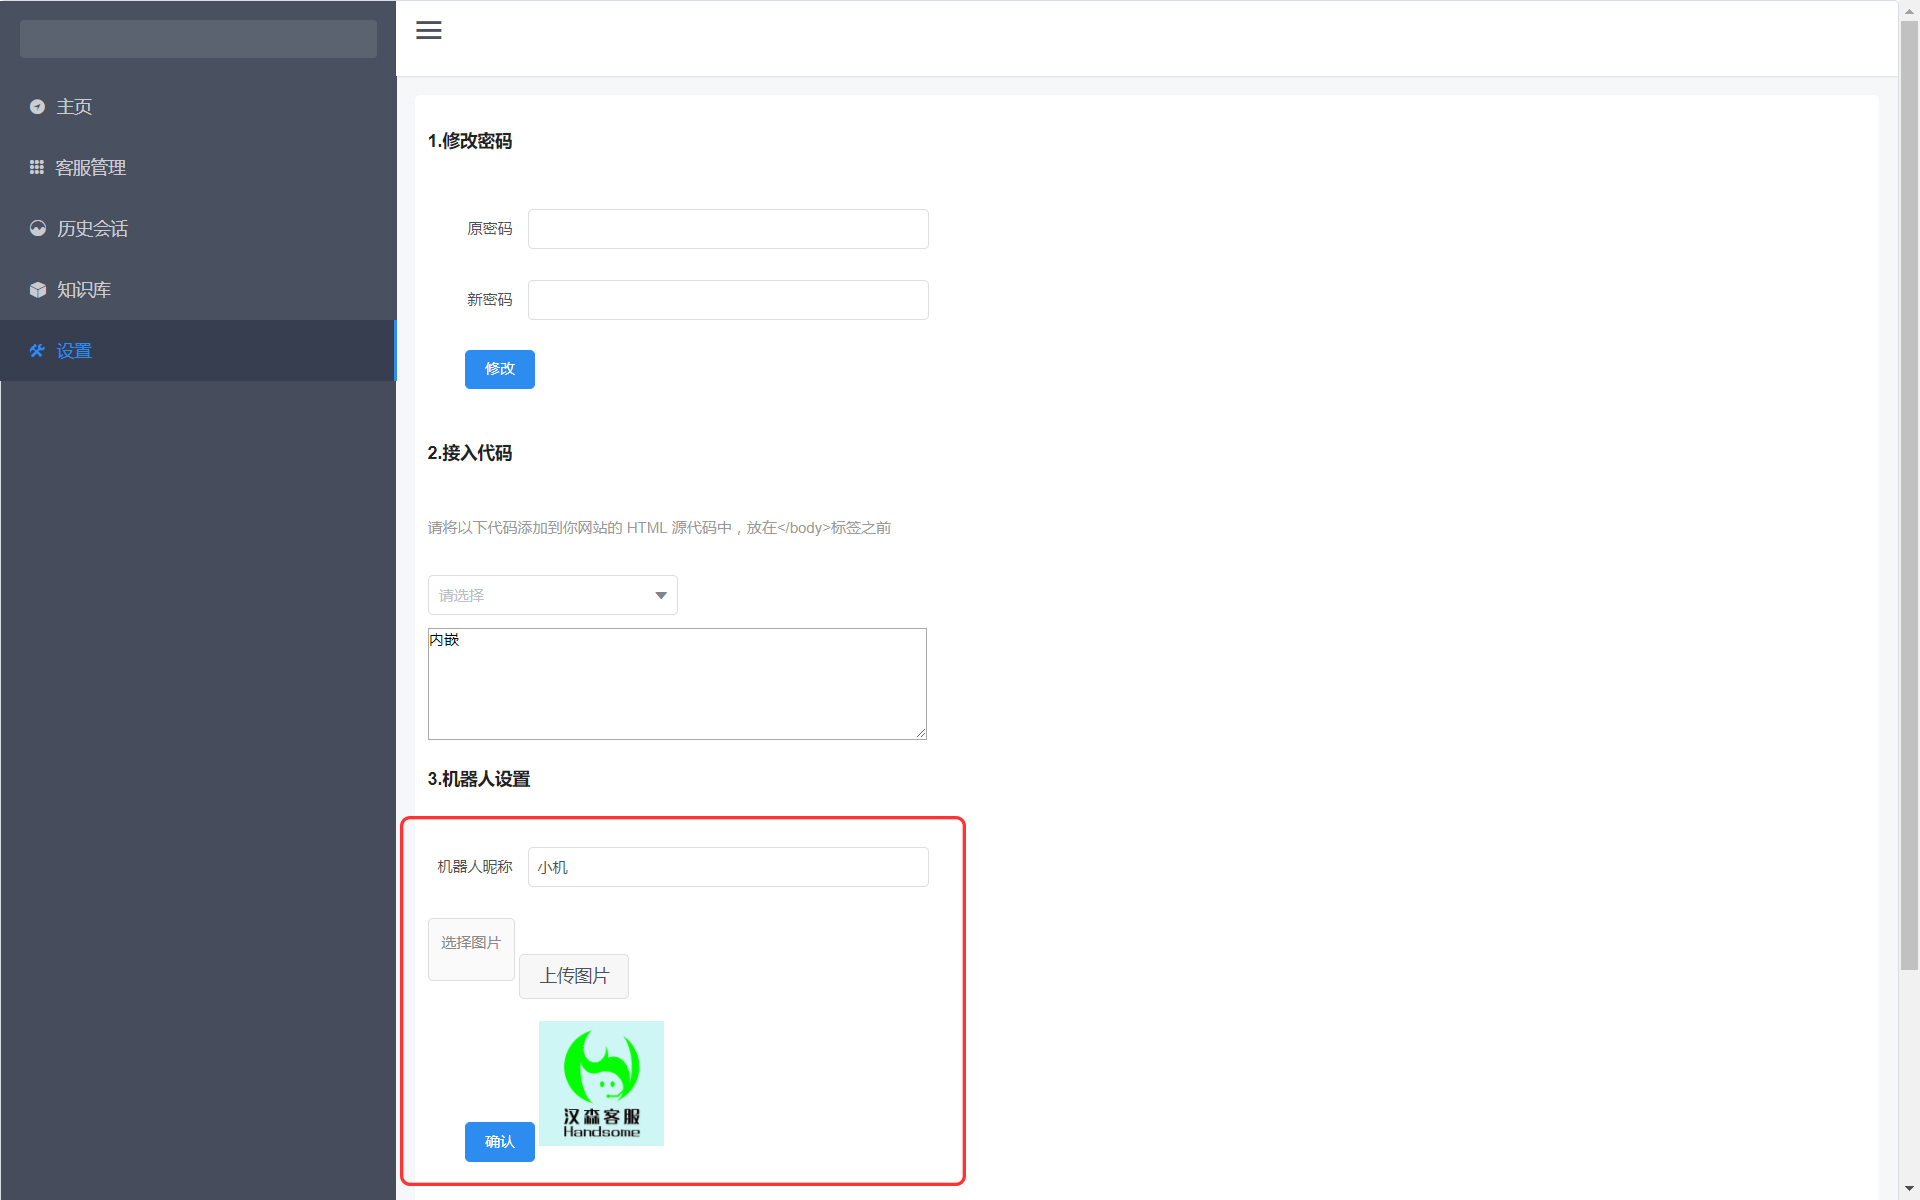 主页
客服管理
历史会话
知识库
设置
1.修改密码
原密码
新密码
修改
2.接入代码
请将以下代码添加到你网站的 HTML 源代码中，放在</body>标签之前
请选择
内嵌
3.机器人设置
机器人昵称 小机
选择图片
上传图片
汉森客服
Handsome
确认